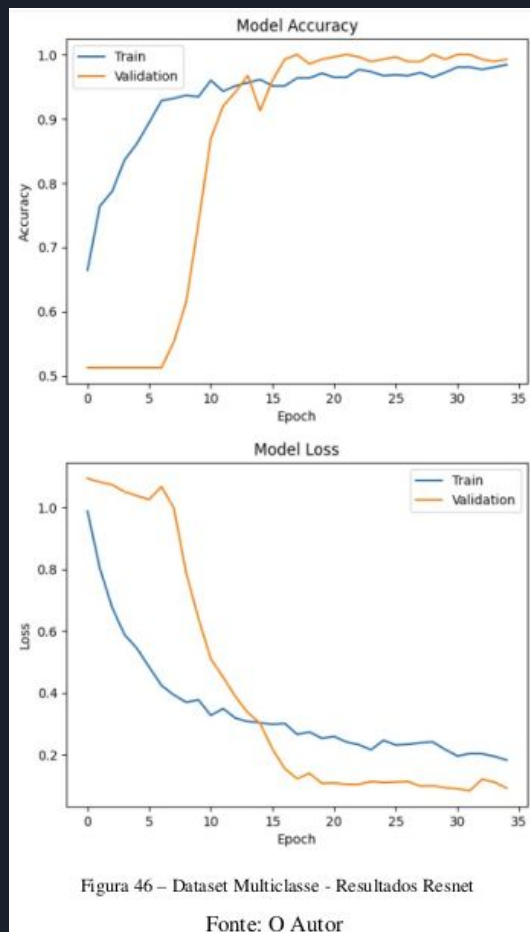 Model Accuracy
Train
Validation
1.0
0.9
0.8
0.7
0.6
0.5
Accuracy
0 5 10 15 20 25 30 35
Epoch
Model Loss
Train
Validation
1.0
0.8
0.6
0.4
0.2
Loss
0 5 10 15 20 25 30 35
Epoch
Figura 46 – Dataset Multiclasse - Resultados Resnet
Fonte: O Autor